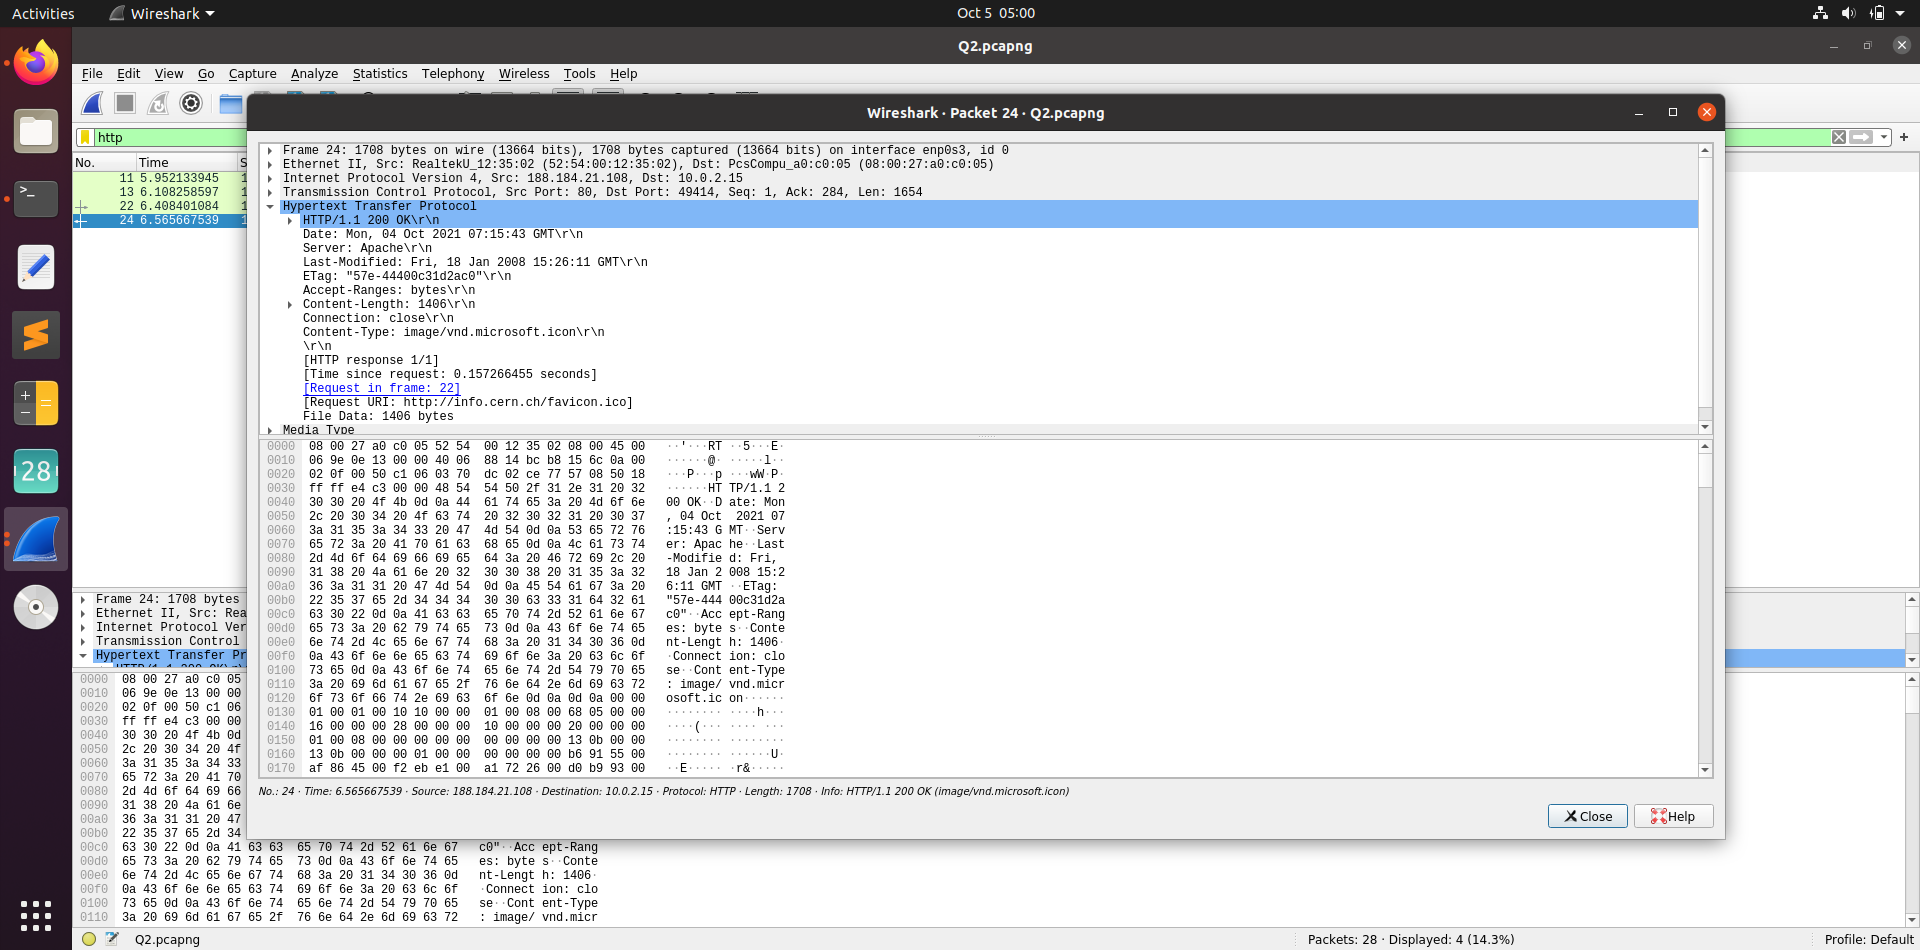 Activities
Wireshark
Oct 5 05:00
Q2.pcapng
File Edit View Go Capture Analyze Statistics Telephony Wireless Tools Help
http
No. Time S
11 5.952133945 1
13 6.108258597 1
22 6.408401084 1
24 6.565667539 1
Wireshark · Packet 24 · Q2.pcapng
Frame 24: 1708 bytes on wire (13664 bits), 1708 bytes captured (13664 bits) on interface enp0s3, id 0
Ethernet II, Src: RealtekU_12:35:02 (52:54:00:12:35:02), Dst: PcsCompu_a0:c0:05 (08:00:27:a0:c0:05)
Internet Protocol Version 4, Src: 188.184.21.108, Dst: 10.0.2.15
Transmission Control Protocol, Src Port: 80, Dst Port: 49414, Seq: 1, Ack: 284, Len: 1654
Hypertext Transfer Protocol
HTTP/1.1 200 OK\r\n
Date: Mon, 04 Oct 2021 07:15:43 GMT\r\n
Server: Apache\r\n
Last-Modified: Fri, 18 Jan 2008 15:26:11 GMT\r\n
ETag: "57e-44400c31d2ac0"\r\n
Accept-Ranges: bytes\r\n
Content-Length: 1406\r\n
Connection: close\r\n
Content-Type: image/vnd.microsoft.icon\r\n
\r\n
[HTTP response 1/1]
[Time since request: 0.157266455 seconds]
[Request in frame: 22]
[Request URI: http://info.cern.ch/favicon.ico]
File Data: 1406 bytes
Media Type
0000 08 00 27 a0 c0 05 52 54 00 12 35 02 08 00 45 00 ··'···RT ··5···E·
0010 06 9e 0e 13 00 00 40 06 88 14 bc b8 15 6c 0a 00 ······@· ·····l··
0020 02 0f 00 50 c1 06 03 70 dc 02 ce 77 57 08 50 18 ···P···p ···wW·P·
0030 ff ff e4 c3 00 00 48 54 54 50 2f 31 2e 31 20 32 ······HT TP/1.1 2
0040 30 30 20 4f 4b 0d 0a 44 61 74 65 3a 20 4d 6f 6e 00 OK··D ate: Mon
0050 2c 20 30 34 20 4f 63 74 20 32 30 32 31 20 30 37 , 04 Oct 2021 07
0060 3a 31 35 3a 34 33 20 47 4d 54 0d 0a 53 65 72 76 :15:43 G MT··Serv
0070 65 72 3a 20 41 70 61 63 68 65 0d 0a 4c 61 73 74 er: Apac he··Last
0080 2d 4d 6f 64 69 66 69 65 64 3a 20 46 72 69 2c 20 -Modifie d: Fri,
0090 31 38 20 4a 61 6e 20 32 30 30 38 20 31 35 3a 32 18 Jan 2 008 15:2
00a0 36 3a 31 31 20 47 4d 54 0d 0a 45 54 61 67 3a 20 6:11 GMT ··ETag:
00b0 22 35 37 65 2d 34 34 34 30 30 63 33 31 64 32 61 "57e-444 00c31d2a
00c0 63 30 22 0d 0a 41 63 63 65 70 74 2d 52 61 6e 67 c0"··Acc ept-Rang
00d0 65 73 3a 20 62 79 74 65 73 0d 0a 43 6f 6e 74 65 es: byte s··Conte
00e0 6e 74 2d 4c 65 6e 67 74 68 3a 20 31 34 30 36 0d nt-Lengt h: 1406·
00f0 0a 43 6f 6e 6e 65 63 74 69 6f 6e 3a 20 63 6c 6f ·Connect ion: clo
0100 73 65 0d 0a 43 6f 6e 74 65 6e 74 2d 54 79 70 65 se··Cont ent-Type
0110 3a 20 69 6d 61 67 65 2f 76 6e 64 2e 6d 69 63 72 : image/ vnd.micr
0120 6f 73 6f 66 74 2e 69 63 6f 6e 0d 0a 0d 0a 00 00 osoft.ic on······
0130 01 00 01 00 10 10 00 00 01 00 08 00 68 05 00 00 ········ ····h···
0140 16 00 00 00 28 00 00 00 10 00 00 00 20 00 00 00 ····(··· ···· ···
0150 01 00 08 00 00 00 00 00 00 00 00 00 13 0b 00 00 ········ ········
0160 13 0b 00 00 00 01 00 00 00 00 00 00 b6 91 55 00 ········ ······U·
0170 af 86 45 00 f2 eb e1 00 a1 72 26 00 d0 b9 93 00 ··E····· ·r&·····
No.: 24 · Time: 6.565667539 · Source: 188.184.21.108 · Destination: 10.0.2.15 · Protocol: HTTP · Length: 1708 · Info: HTTP/1.1 200 OK (image/vnd.microsoft.icon)
Close
Help
28
Frame 24: 1708 bytes
Ethernet II, Src: Rea
Internet Protocol Ver
Transmission Control
Hypertext Transfer Pr
0000 08 00 27 a0 c0 05
0010 06 9e 0e 13 00 00
0020 02 0f 00 50 c1 06
0030 ff ff e4 c3 00 00
0040 30 30 20 4f 4b 0d
0050 2c 20 30 34 20 4f
0060 3a 31 35 3a 34 33
0070 65 72 3a 20 41 70
0080 2d 4d 6f 64 69 66
0090 31 38 20 4a 61 6e
00a0 36 3a 31 31 20 47
00b0 22 35 37 65 2d 34
00c0 63 30 22 0d 0a 41 63 63 65 70 74 2d 52 61 6e 67 c0"··Acc ept-Rang
00d0 65 73 3a 20 62 79 74 65 73 0d 0a 43 6f 6e 74 65 es: byte s··Conte
00e0 6e 74 2d 4c 65 6e 67 74 68 3a 20 31 34 30 36 0d nt-Lengt h: 1406·
00f0 0a 43 6f 6e 6e 65 63 74 69 6f 6e 3a 20 63 6c 6f ·Connect ion: clo
0100 73 65 0d 0a 43 6f 6e 74 65 6e 74 2d 54 79 70 65 se··Cont ent-Type
0110 3a 20 69 6d 61 67 65 2f 76 6e 64 2e 6d 69 63 72 : image/ vnd.micr
Q2.pcapng
Packets: 28 · Displayed: 4 (14.3%)
Profile: Default